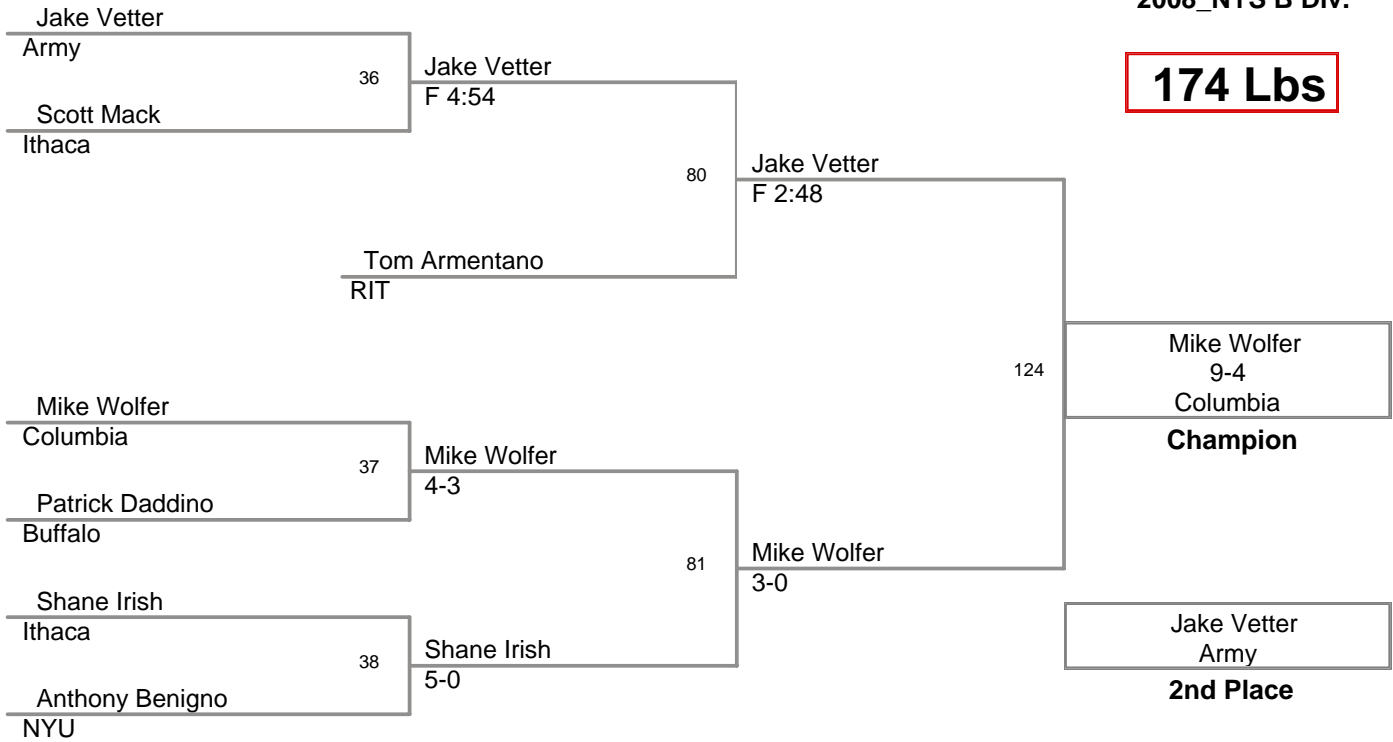 2008_NYS B Div.
174 Lbs
Jake Vetter
Army
36
Scott Mack
Ithaca
Jake Vetter
F 4:54
80
Tom Armentano
RIT
Jake Vetter
F 2:48
124
Mike Wolfer
9-4
Columbia
Champion
Mike Wolfer
Columbia
37
Patrick Daddino
Buffalo
Mike Wolfer
4-3
81
Mike Wolfer
3-0
Shane Irish
Ithaca
38
Anthony Benigno
NYU
Shane Irish
5-0
Jake Vetter
Army
2nd Place